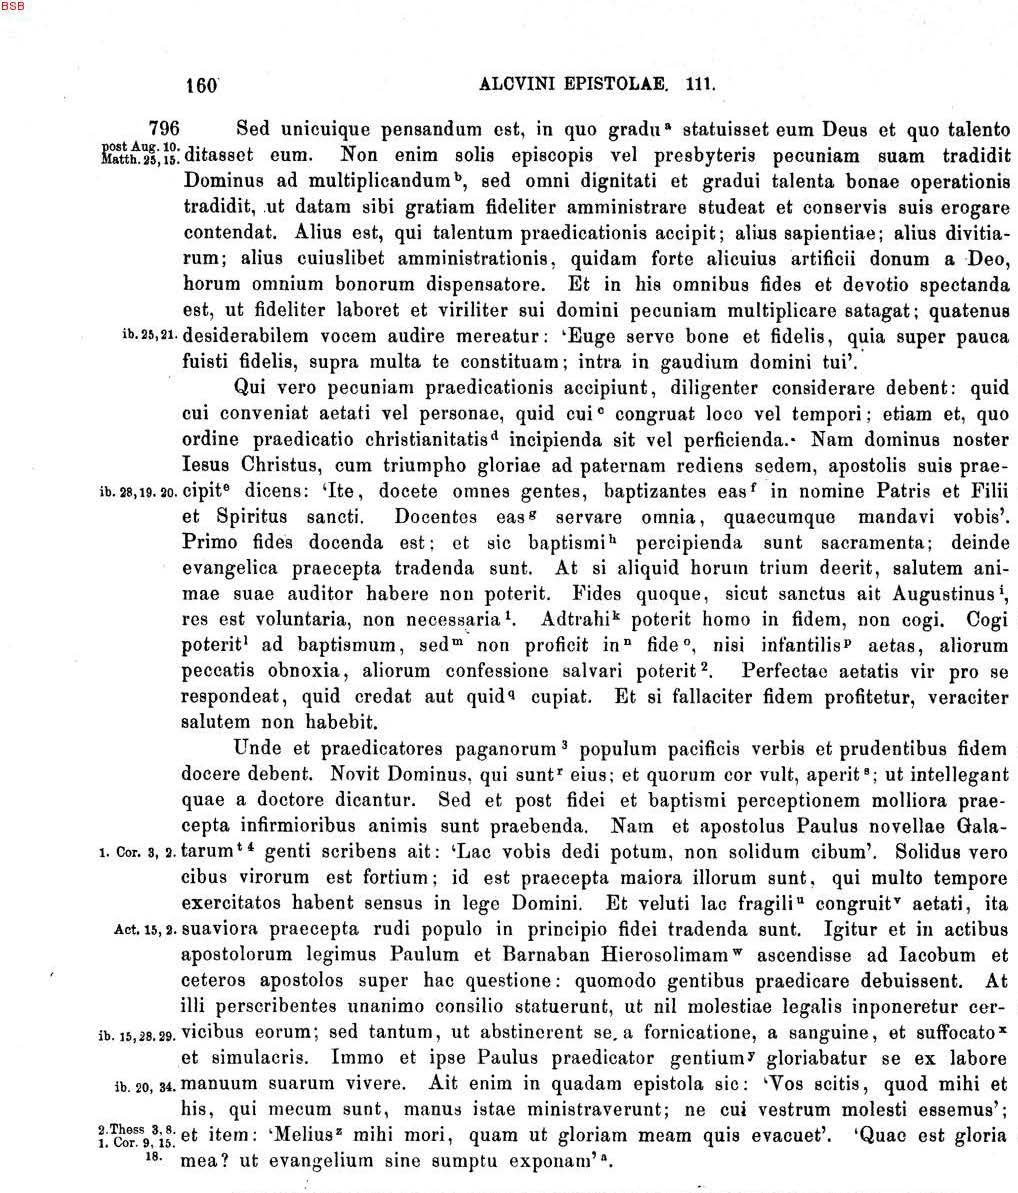 BSB
160 ALCVINI EPISTOLAE. 111.
796 Sed unicuique pensandum est, in quo gradu ᵃ statuisset eum Deus et quo talento
post Aug. 10.
Matth. 25, 15. ditasset eum. Non enim solis episcopis vel presbyteris pecuniam suam tradidit
Dominus ad multiplicandum ᵇ, sed omni dignitati et gradui talenta bonae operationis
tradidit, ut datam sibi gratiam fideliter amministrare studeat et conservis suis erogare
contendat. Alius est, qui talentum praedicationis accipit; alius sapientiae; alius divitia-
rum; alius cuiuslibet amministrationis, quidam forte alicuius artificii donum a Deo,
horum omnium bonorum dispensatore. Et in his omnibus fides et devotio spectanda
est, ut fideliter laboret et viriliter sui domini pecuniam multiplicare satagat; quatenus
ib. 25, 21. desiderabilem vocem audire mereatur: ‘Euge serve bone et fidelis, quia super pauca
fuisti fidelis, supra multa te constituam; intra in gaudium domini tui’.
Qui vero pecuniam praedicationis accipiunt, diligenter considerare debent: quid
cui conveniat aetati vel personae, quid cui ᶜ congruat loco vel tempori; etiam et, quo
ordine praedicatio christianitatis ᵈ incipienda sit vel perficienda. Nam dominus noster
Iesus Christus, cum triumpho gloriae ad paternam rediens sedem, apostolis suis prae-
ib. 28, 19. 20. cipit ᵉ dicens: ‘Ite, docete omnes gentes, baptizantes eas ᶠ in nomine Patris et Filii
et Spiritus sancti. Docentes eas ᵍ servare omnia, quaecumque mandavi vobis’.
Primo fides docenda est; et sic baptismi ʰ percipienda sunt sacramenta; deinde
evangelica praecepta tradenda sunt. At si aliquid horum trium deerit, salutem ani-
mae suae auditor habere non poterit. Fides quoque, sicut sanctus ait Augustinus ⁱ,
res est voluntaria, non necessaria ¹. Adtrahi ᵏ poterit homo in fidem, non cogi. Cogi
poterit ˡ ad baptismum, sed ᵐ non proficit in ⁿ fide ᵒ, nisi infantilis ᵖ aetas, aliorum
peccatis obnoxia, aliorum confessione salvari poterit ². Perfectae aetatis vir pro se
respondeat, quid credat aut quid q cupiat. Et si fallaciter fidem profitetur, veraciter
salutem non habebit.
Unde et praedicatores paganorum ³ populum pacificis verbis et prudentibus fidem
docere debent. Novit Dominus, qui sunt ʳ eius; et quorum cor vult, aperit ˢ; ut intellegant
quae a doctore dicantur. Sed et post fidei et baptismi perceptionem molliora prae-
cepta infirmioribus animis sunt praebenda. Nam et apostolus Paulus novellae Gala-
1. Cor. 3, 2. tarum ᵗ ⁴ genti scribens ait: ‘Lac vobis dedi potum, non solidum cibum’. Solidus vero
cibus virorum est fortium; id est praecepta maiora illorum sunt, qui multo tempore
exercitatos habent sensus in lege Domini. Et veluti lac fragili ᵘ congruit ᵛ aetati, ita
Act. 15, 2. suaviora praecepta rudi populo in principio fidei tradenda sunt. Igitur et in actibus
apostolorum legimus Paulum et Barnaban Hierosolimam ʷ ascendisse ad Iacobum et
ceteros apostolos super hac questione: quomodo gentibus praedicare debuissent. At
illi perscribentes unanimo consilio statuerunt, ut nil molestiae legalis inponeretur cer-
ib. 15, 28. 29. vicibus eorum; sed tantum, ut abstinerent se a fornicatione, a sanguine, et suffocato ˣ
et simulacris. Immo et ipse Paulus praedicator gentium ʸ gloriabatur se ex labore
ib. 20, 34. manuum suarum vivere. Ait enim in quadam epistola sic: ‘Vos scitis, quod mihi et
his, qui mecum sunt, manus istae ministraverunt; ne cui vestrum molesti essemus’;
2. Thess 3, 8.
1. Cor. 9, 15. et item: ‘Melius ᶻ mihi mori, quam ut gloriam meam quis evacuet’. ‘Quae est gloria
18. mea? ut evangelium sine sumptu exponam’ ᵃ.